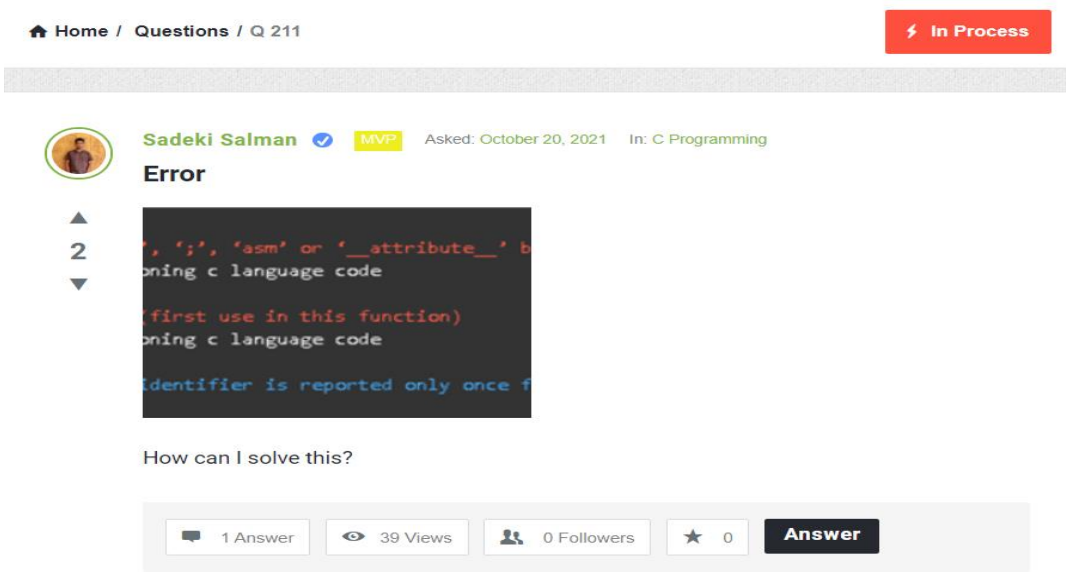 Home / Questions / Q 211
In Process
Sadeki Salman MVP Asked: October 20, 2021 In: C Programming
Error
2
’, ‘;’, ‘asm’ or ‘__attribute__’ b
oning c language code
(first use in this function)
oning c language code
identifier is reported only once f
How can I solve this?
1 Answer 39 Views 0 Followers 0 Answer